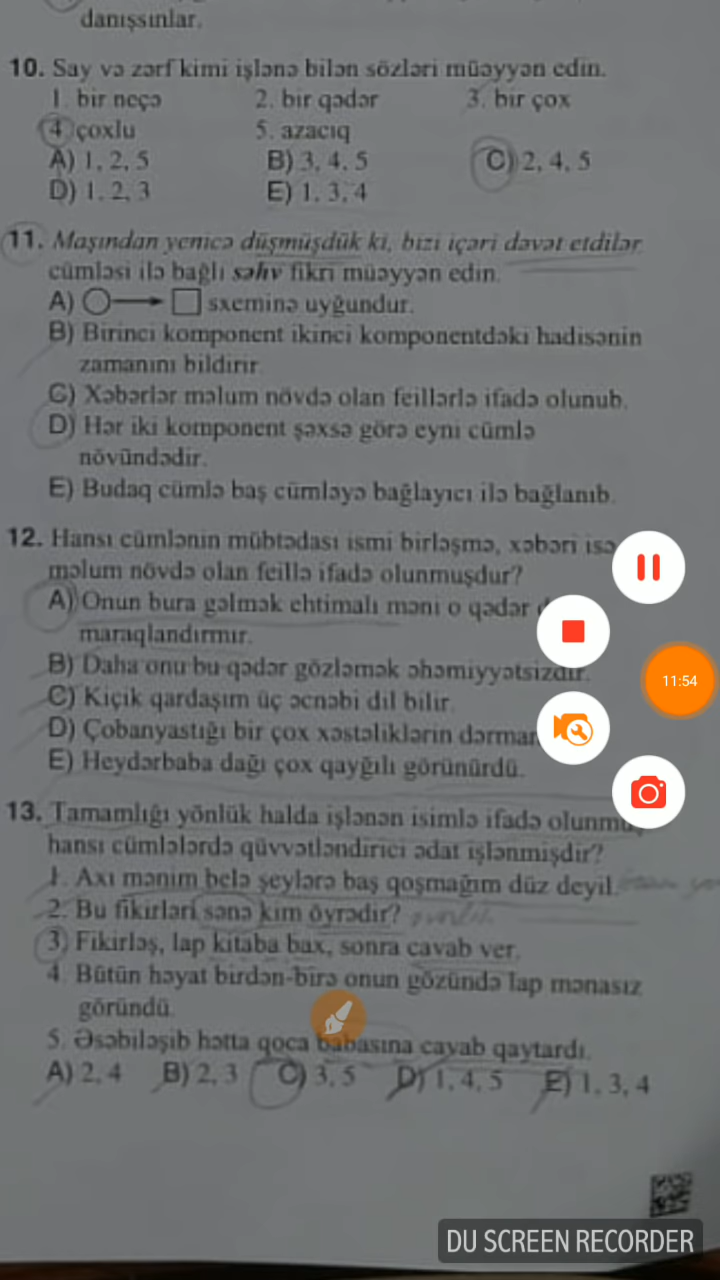 danışsınlar.
10. Say və zərf kimi işlənə bilən sözləri müəyyən edin.
1. bir neçə 2. bir qədər 3. bir çox
4. çoxlu 5. azacıq
A) 1, 2, 5 B) 3, 4, 5 C) 2, 4, 5
D) 1, 2, 3 E) 1, 3, 4
11. Maşından yenicə düşmüşdük ki, bizi içəri dəvət etdilər
cümləsi ilə bağlı səhv fikri müəyyən edin.
A) sxeminə uyğundur.
B) Birinci komponent ikinci komponentdəki hadisənin
zamanını bildirir.
C) Xəbərlər məlum növdə olan feillərlə ifadə olunub.
D) Hər iki komponent şəxsə görə eyni cümlə
növündədir.
E) Budaq cümlə baş cümləyə bağlayıcı ilə bağlanıb.
12. Hansı cümlənin mübtədası ismi birləşmə, xəbəri isə
məlum növdə olan feillə ifadə olunmuşdur?
A) Onun bura gəlmək ehtimalı məni o qədər
maraqlandırmır.
B) Daha onu bu qədər gözləmək əhəmiyyətsizdir.
C) Kiçik qardaşım üç əcnəbi dil bilir.
D) Çobanyastığı bir çox xəstəliklərin dərman
E) Heydərbaba dağı çox qayğılı görünürdü.
13. Tamamlığı yönlük halda işlənən isimlə ifadə olunmuş
hansı cümlələrdə qüvvətləndirici ədat işlənmişdir?
1. Axı mənim belə şeylərə baş qoşmağım düz deyil.
2. Bu fikirləri sənə kim öyrədir?
3. Fikirləş, lap kitaba bax, sonra cavab ver.
4. Bütün həyat birdən-birə onun gözündə lap mənasız
göründü.
5. Əsəbiləşib hətta qoca babasına cavab qaytardı.
A) 2, 4 B) 2, 3 C) 3, 5 D) 1, 4, 5 E) 1, 3, 4
11:54
DU SCREEN RECORDER